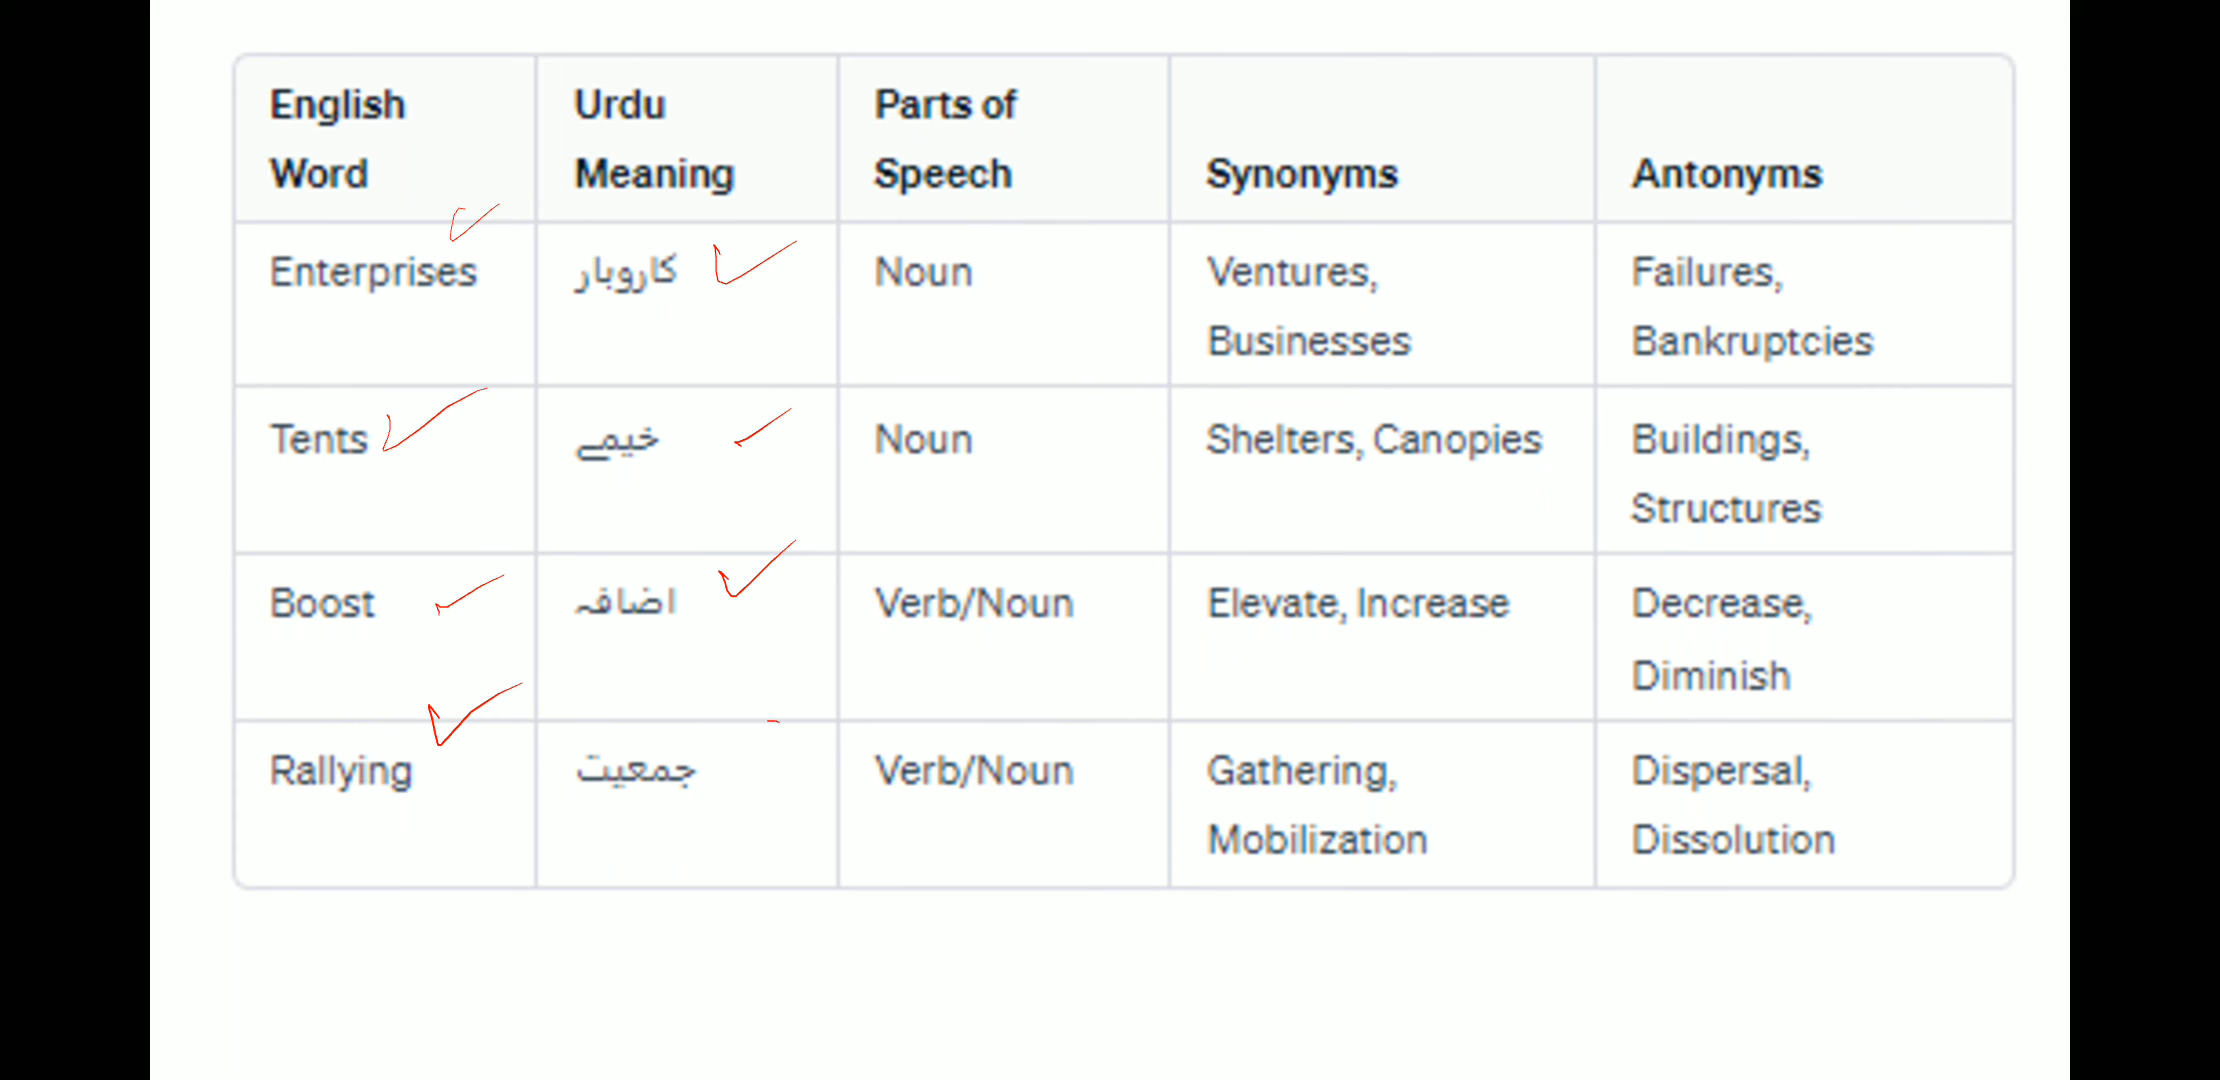 English Word	Urdu Meaning	Parts of Speech	Synonyms	Antonyms
Enterprises	کاروبار	Noun	Ventures, Businesses	Failures, Bankruptcies
Tents	خیمے	Noun	Shelters, Canopies	Buildings, Structures
Boost	اضافہ	Verb/Noun	Elevate, Increase	Decrease, Diminish
Rallying	جمعیت	Verb/Noun	Gathering, Mobilization	Dispersal, Dissolution